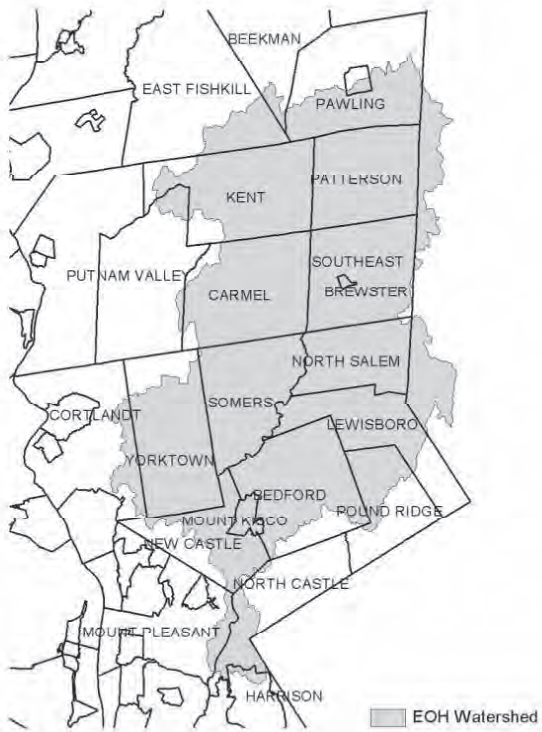 BEEKMAN
EAST FISHKILL
PAWLING
PATTERSON
KENT
SOUTHEAST
PUTNAM VALLEY
CARMEL
BREWSTER
NORTH SALEM
SOMERS
CORTLANDT
LEWISBORO
YORKTOWN
BEDFORD
POUND RIDGE
MOUNT KISCO
NEW CASTLE
NORTH CASTLE
MOUNT PLEASANT
HARRISON
EOH Watershed